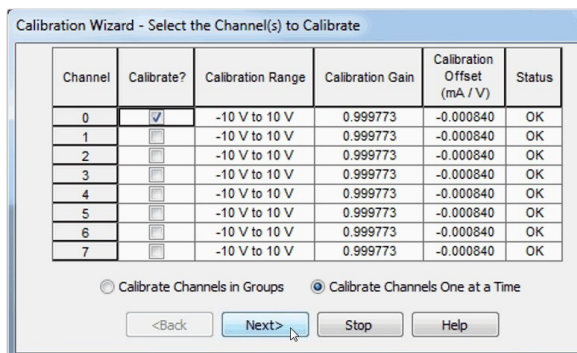 Calibration Wizard - Select the Channel(s) to Calibrate
Channel Calibrate? Calibration Range Calibration Gain Calibration Offset (mA / V) Status
0 -10 V to 10 V 0.999773 -0.000840 OK
1 -10 V to 10 V 0.999773 -0.000840 OK
2 -10 V to 10 V 0.999773 -0.000840 OK
3 -10 V to 10 V 0.999773 -0.000840 OK
4 -10 V to 10 V 0.999773 -0.000840 OK
5 -10 V to 10 V 0.999773 -0.000840 OK
6 -10 V to 10 V 0.999773 -0.000840 OK
7 -10 V to 10 V 0.999773 -0.000840 OK
Calibrate Channels in Groups Calibrate Channels One at a Time
<Back Next> Stop Help